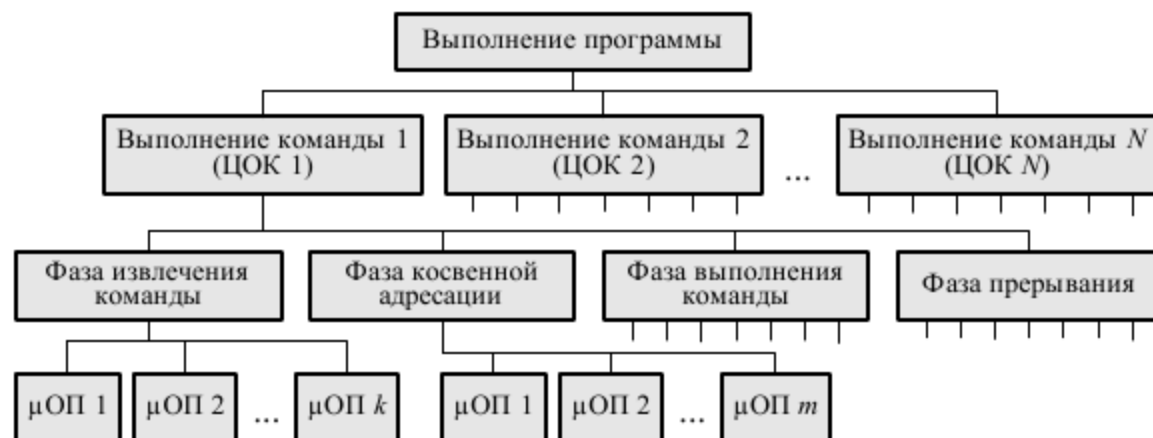 Выполнение программы
Выполнение команды 1
(ЦОК 1)
Выполнение команды 2
(ЦОК 2)
...
Выполнение команды N
(ЦОК N)
Фаза извлечения
команды
Фаза косвенной
адресации
Фаза выполнения
команды
Фаза прерывания
μОП 1
μОП 2
...
μОП k
μОП 1
μОП 2
...
μОП m